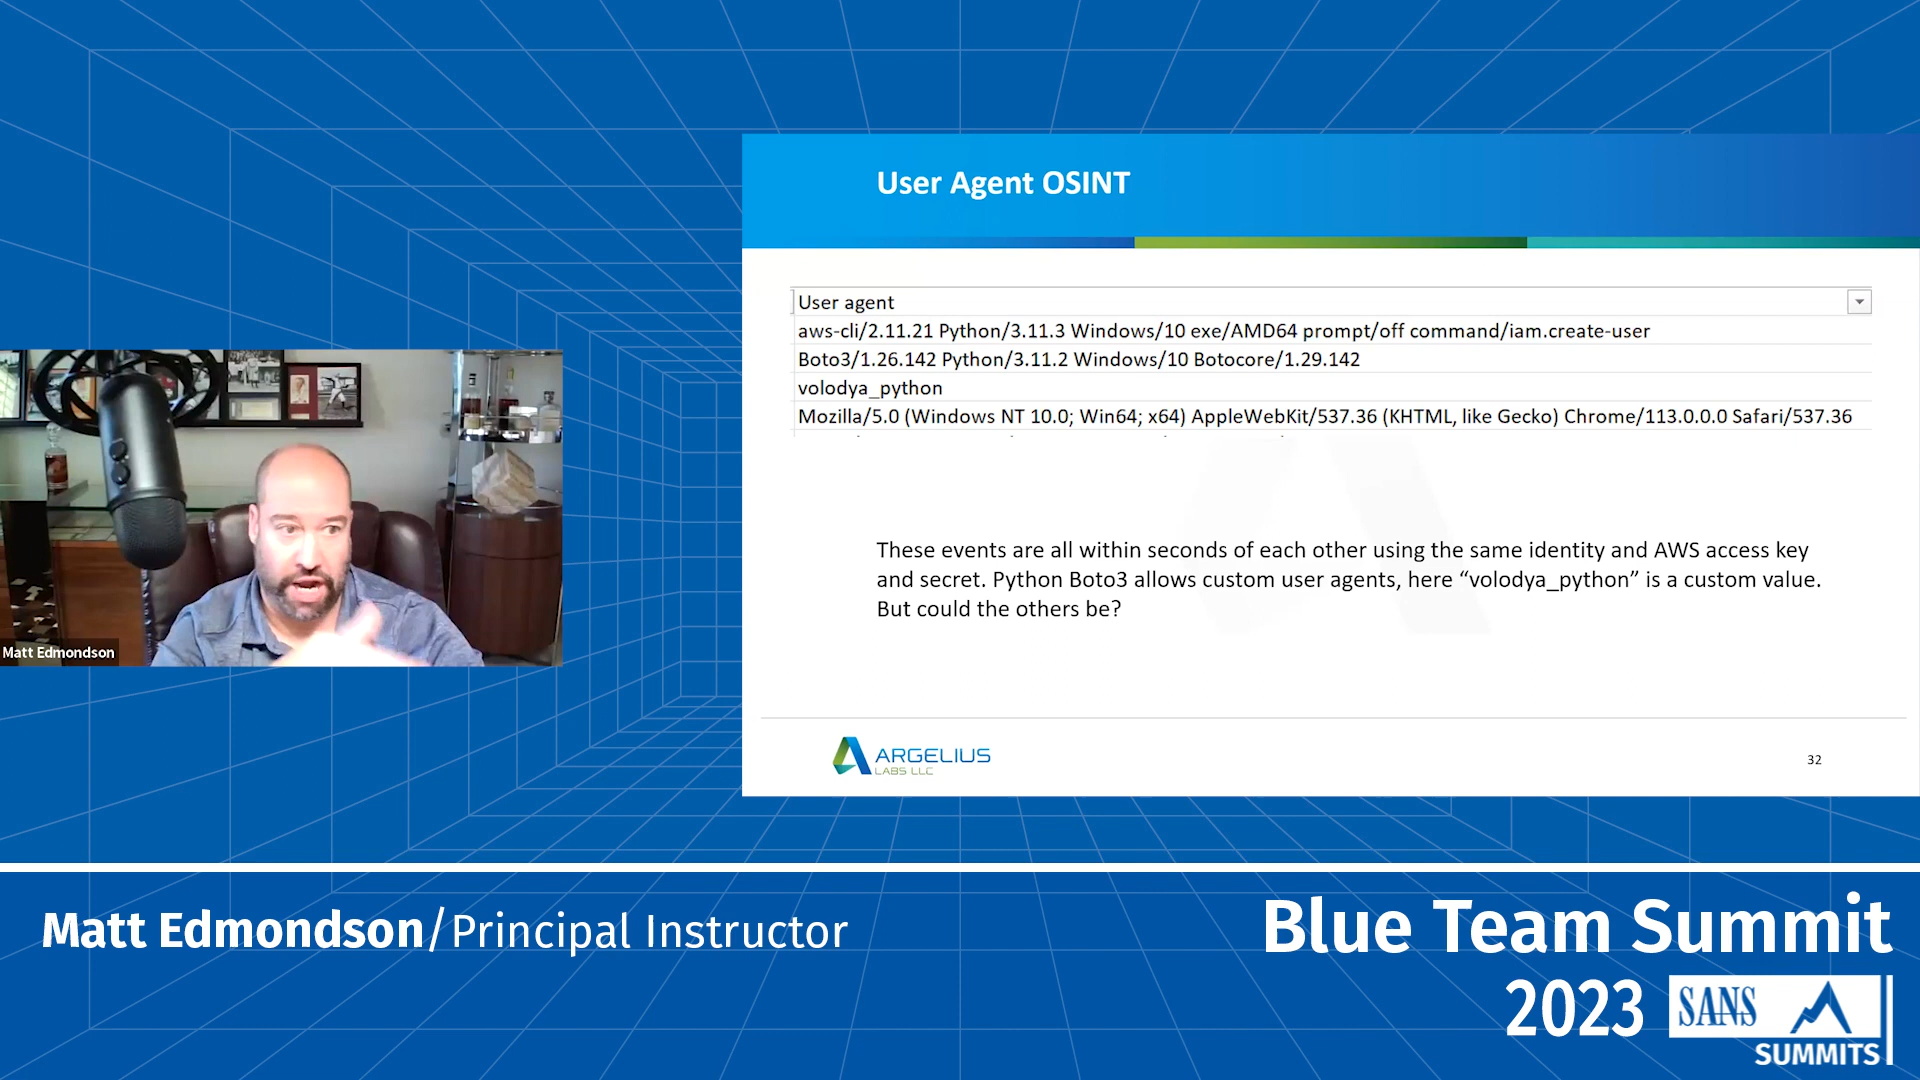 User Agent OSINT
User agent
aws-cli/2.11.21 Python/3.11.3 Windows/10 exe/AMD64 prompt/off command/iam.create-user
Boto3/1.26.142 Python/3.11.2 Windows/10 Botocore/1.29.142
volodya_python
Mozilla/5.0 (Windows NT 10.0; Win64; x64) AppleWebKit/537.36 (KHTML, like Gecko) Chrome/113.0.0.0 Safari/537.36
These events are all within seconds of each other using the same identity and AWS access key
and secret. Python Boto3 allows custom user agents, here “volodya_python” is a custom value.
But could the others be?
ARGELIUS
LABS LLC
32
Matt Edmondson
Matt Edmondson/Principal Instructor
Blue Team Summit
2023
SANS
SUMMITS